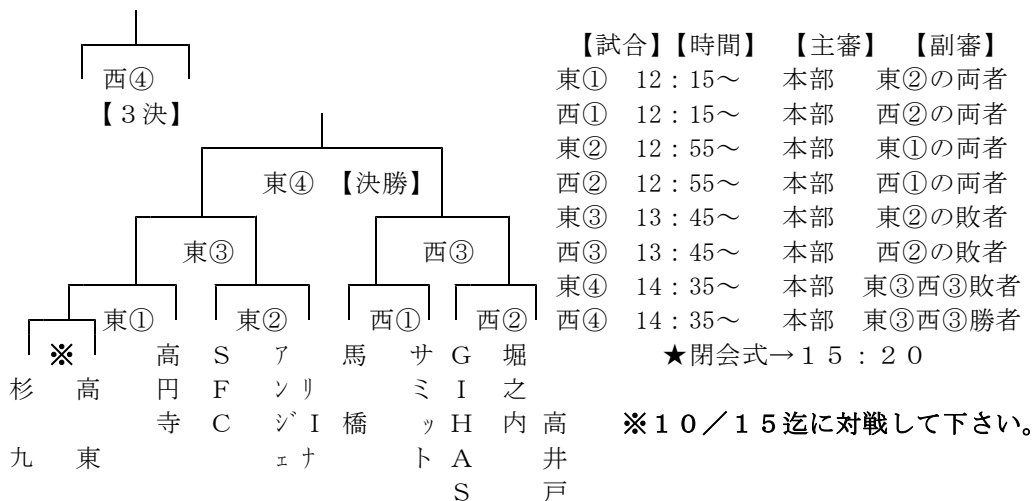 西④
【３決】
東④ 【決勝】
東③ 西③
東① 東② 西① 西②
※
杉九
高東
高円寺
ＳＦＣ
アンジェ
リⅠナ
馬橋
サミット
ＧＩＨＡＳ
堀之内
高井戸
【試合】【時間】 【主審】 【副審】
東① 12：15～ 本部 東②の両者
西① 12：15～ 本部 西②の両者
東② 12：55～ 本部 東①の両者
西② 12：55～ 本部 西①の両者
東③ 13：45～ 本部 東②の敗者
西③ 13：45～ 本部 西②の敗者
東④ 14：35～ 本部 東③西③敗者
西④ 14：35～ 本部 東③西③勝者
★閉会式→１５：２０
※１０／１５迄に対戦して下さい。